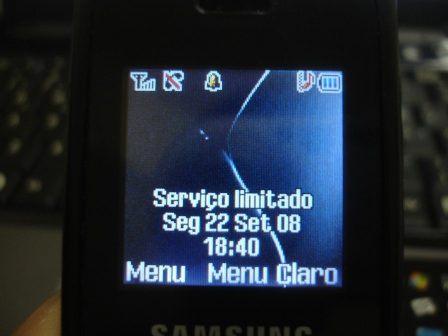 Serviço limitado
Seg 22 Set 08
18:40
Menu Menu Claro
SAMSUNG